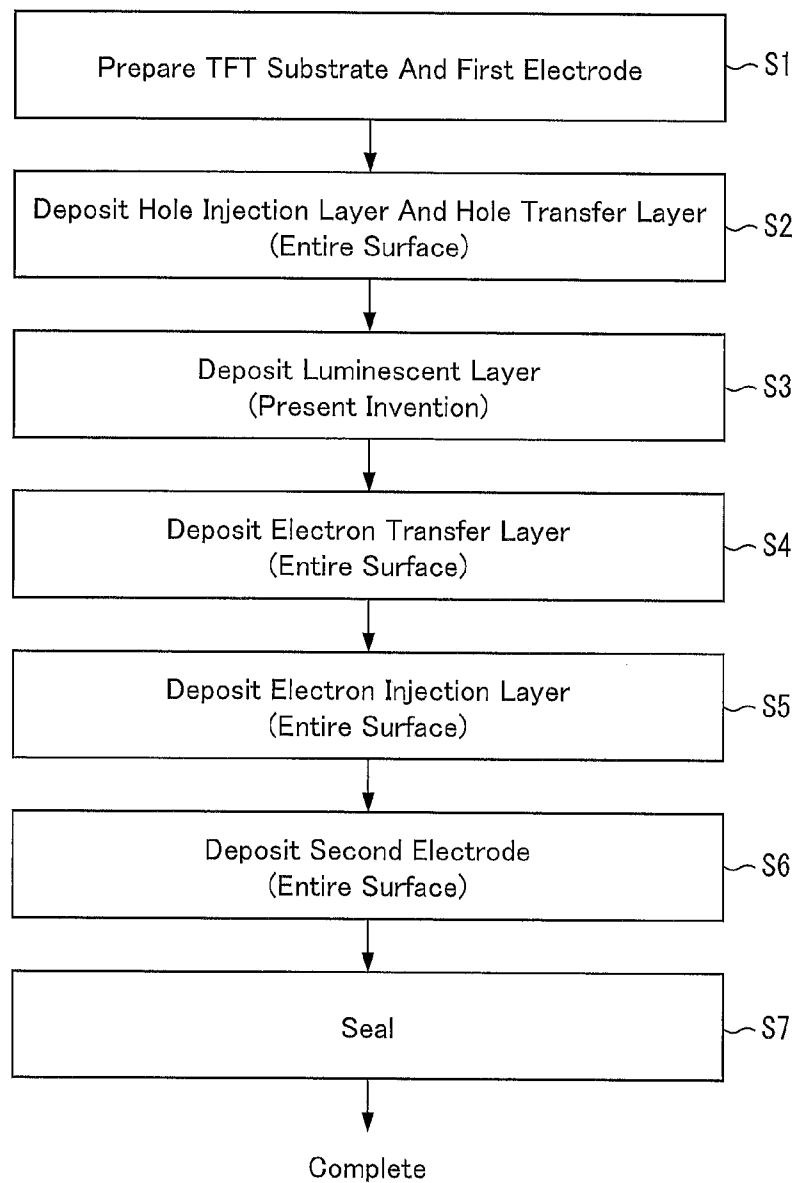 Prepare TFT Substrate And First Electrode
S1
Deposit Hole Injection Layer And Hole Transfer Layer
(Entire Surface)
S2
Deposit Luminescent Layer
(Present Invention)
S3
Deposit Electron Transfer Layer
(Entire Surface)
S4
Deposit Electron Injection Layer
(Entire Surface)
S5
Deposit Second Electrode
(Entire Surface)
S6
Seal
S7
Complete